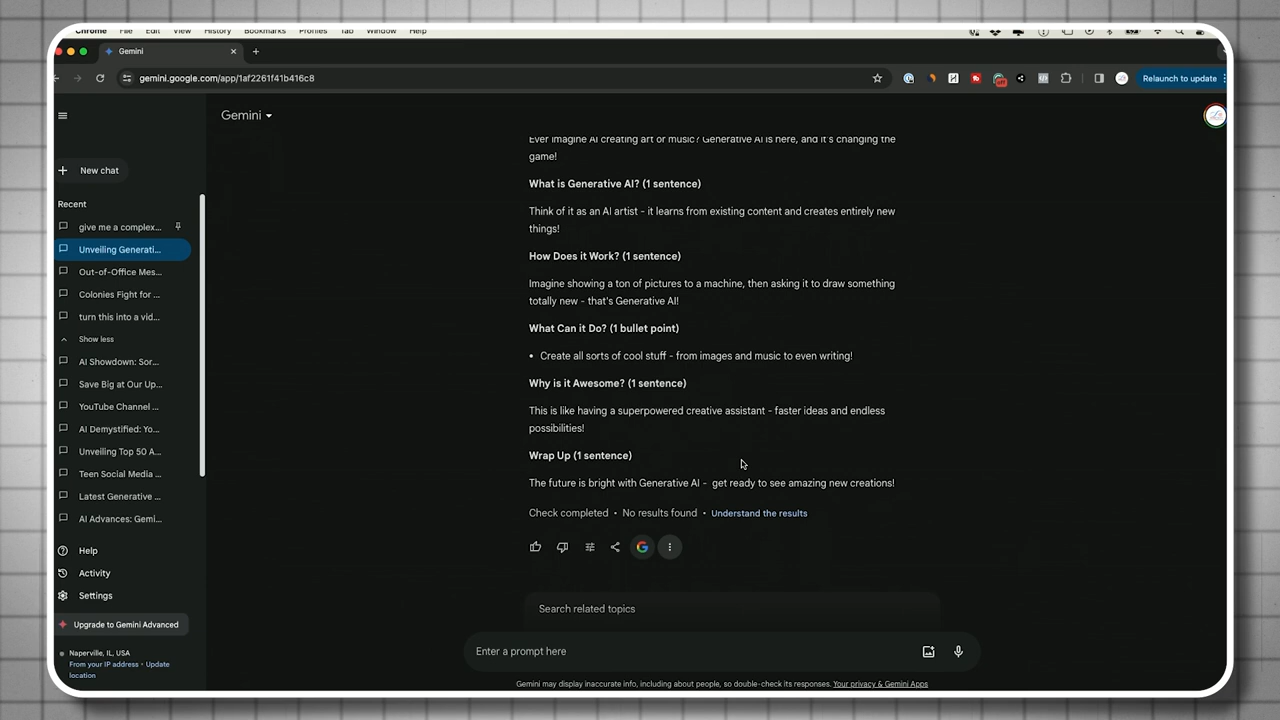 Chrome File Edit View History Bookmarks Profiles Tab Window Help
Gemini
gemini.google.com/app/1af2261f41b416c8
Relaunch to update
Gemini
New chat
Recent
give me a complex...
Unveiling Generati...
Out-of-Office Mes...
Colonies Fight for ...
turn this into a vid...
Show less
AI Showdown: Sor...
Save Big at Our Up...
YouTube Channel ...
AI Demystified: Yo...
Unveiling Top 50 A...
Teen Social Media ...
Latest Generative ...
AI Advances: Gemi...
Help
Activity
Settings
Upgrade to Gemini Advanced
Naperville, IL, USA
From your IP address • Update
location
Ever imagine AI creating art or music? Generative AI is here, and it's changing the
game!
What is Generative AI? (1 sentence)
Think of it as an AI artist - it learns from existing content and creates entirely new
things!
How Does it Work? (1 sentence)
Imagine showing a ton of pictures to a machine, then asking it to draw something
totally new - that's Generative AI!
What Can it Do? (1 bullet point)
• Create all sorts of cool stuff - from images and music to even writing!
Why is it Awesome? (1 sentence)
This is like having a superpowered creative assistant - faster ideas and endless
possibilities!
Wrap Up (1 sentence)
The future is bright with Generative AI - get ready to see amazing new creations!
Check completed • No results found • Understand the results
Search related topics
Enter a prompt here
Gemini may display inaccurate info, including about people, so double-check its responses. Your privacy & Gemini Apps